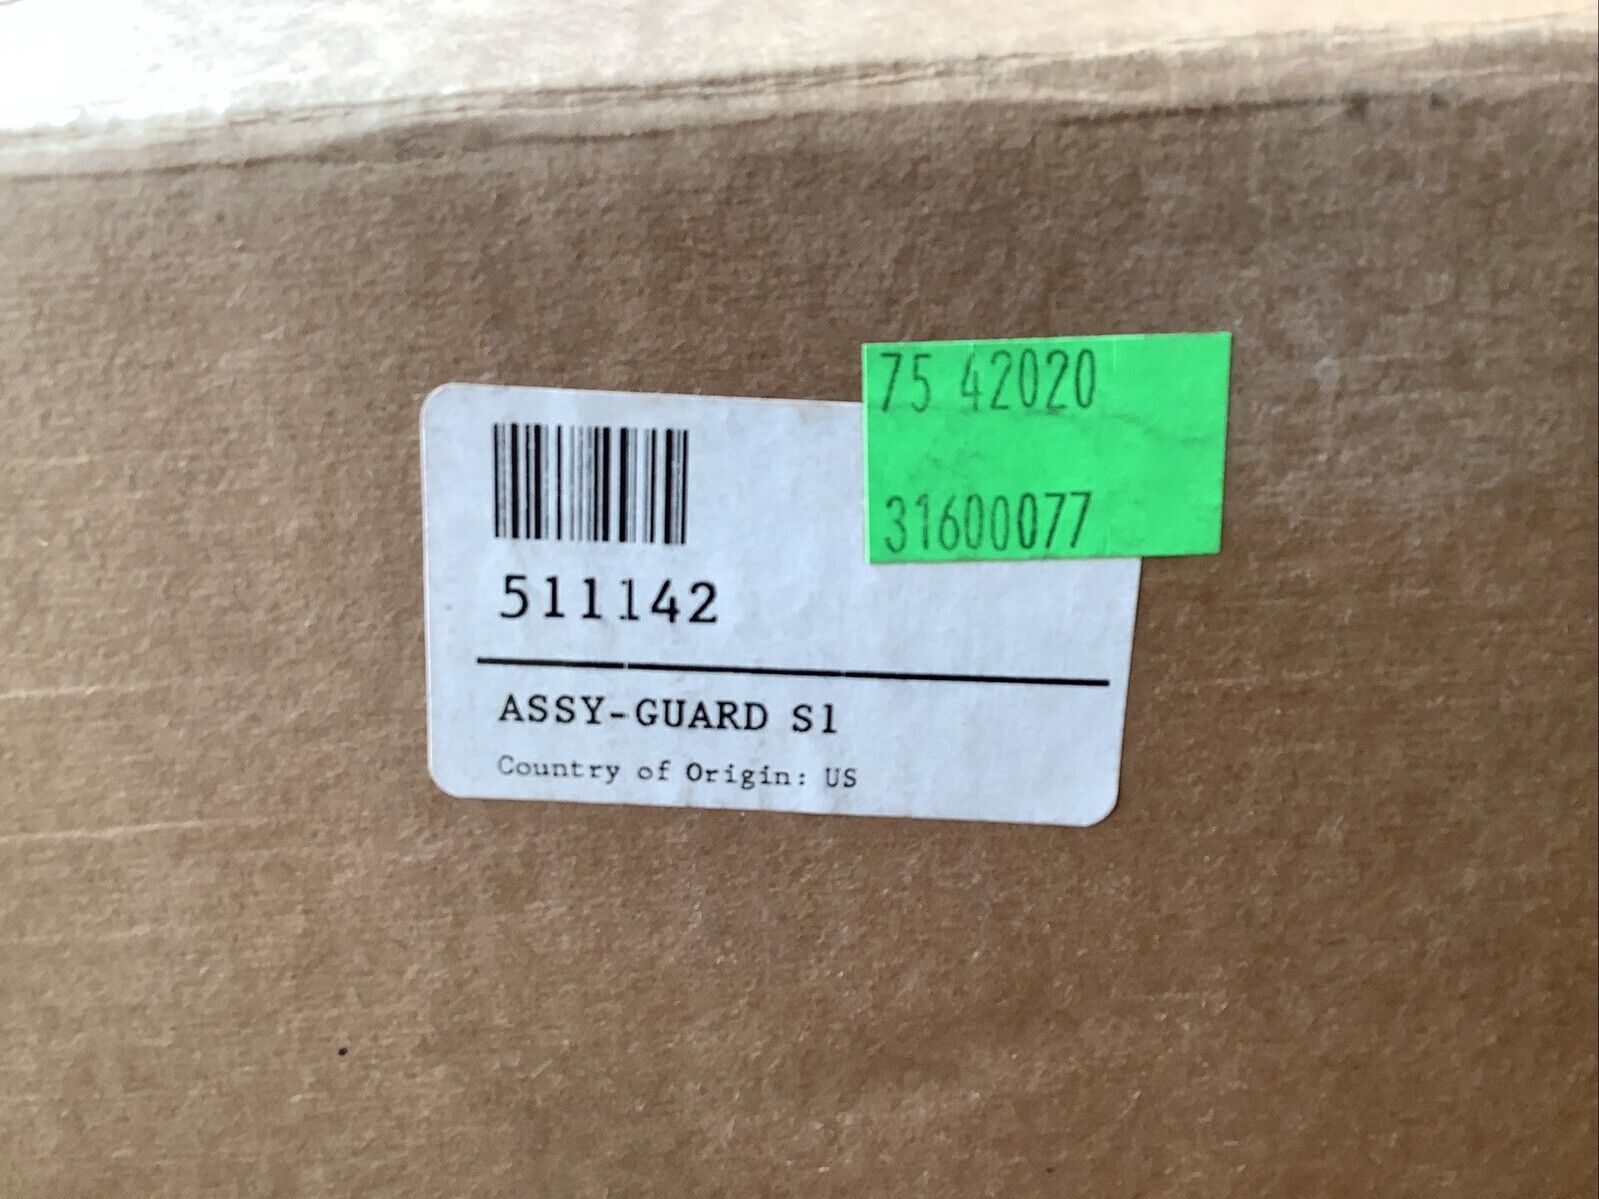 75 42020
31600077
511142
ASSY-GUARD S1
Country of Origin: US